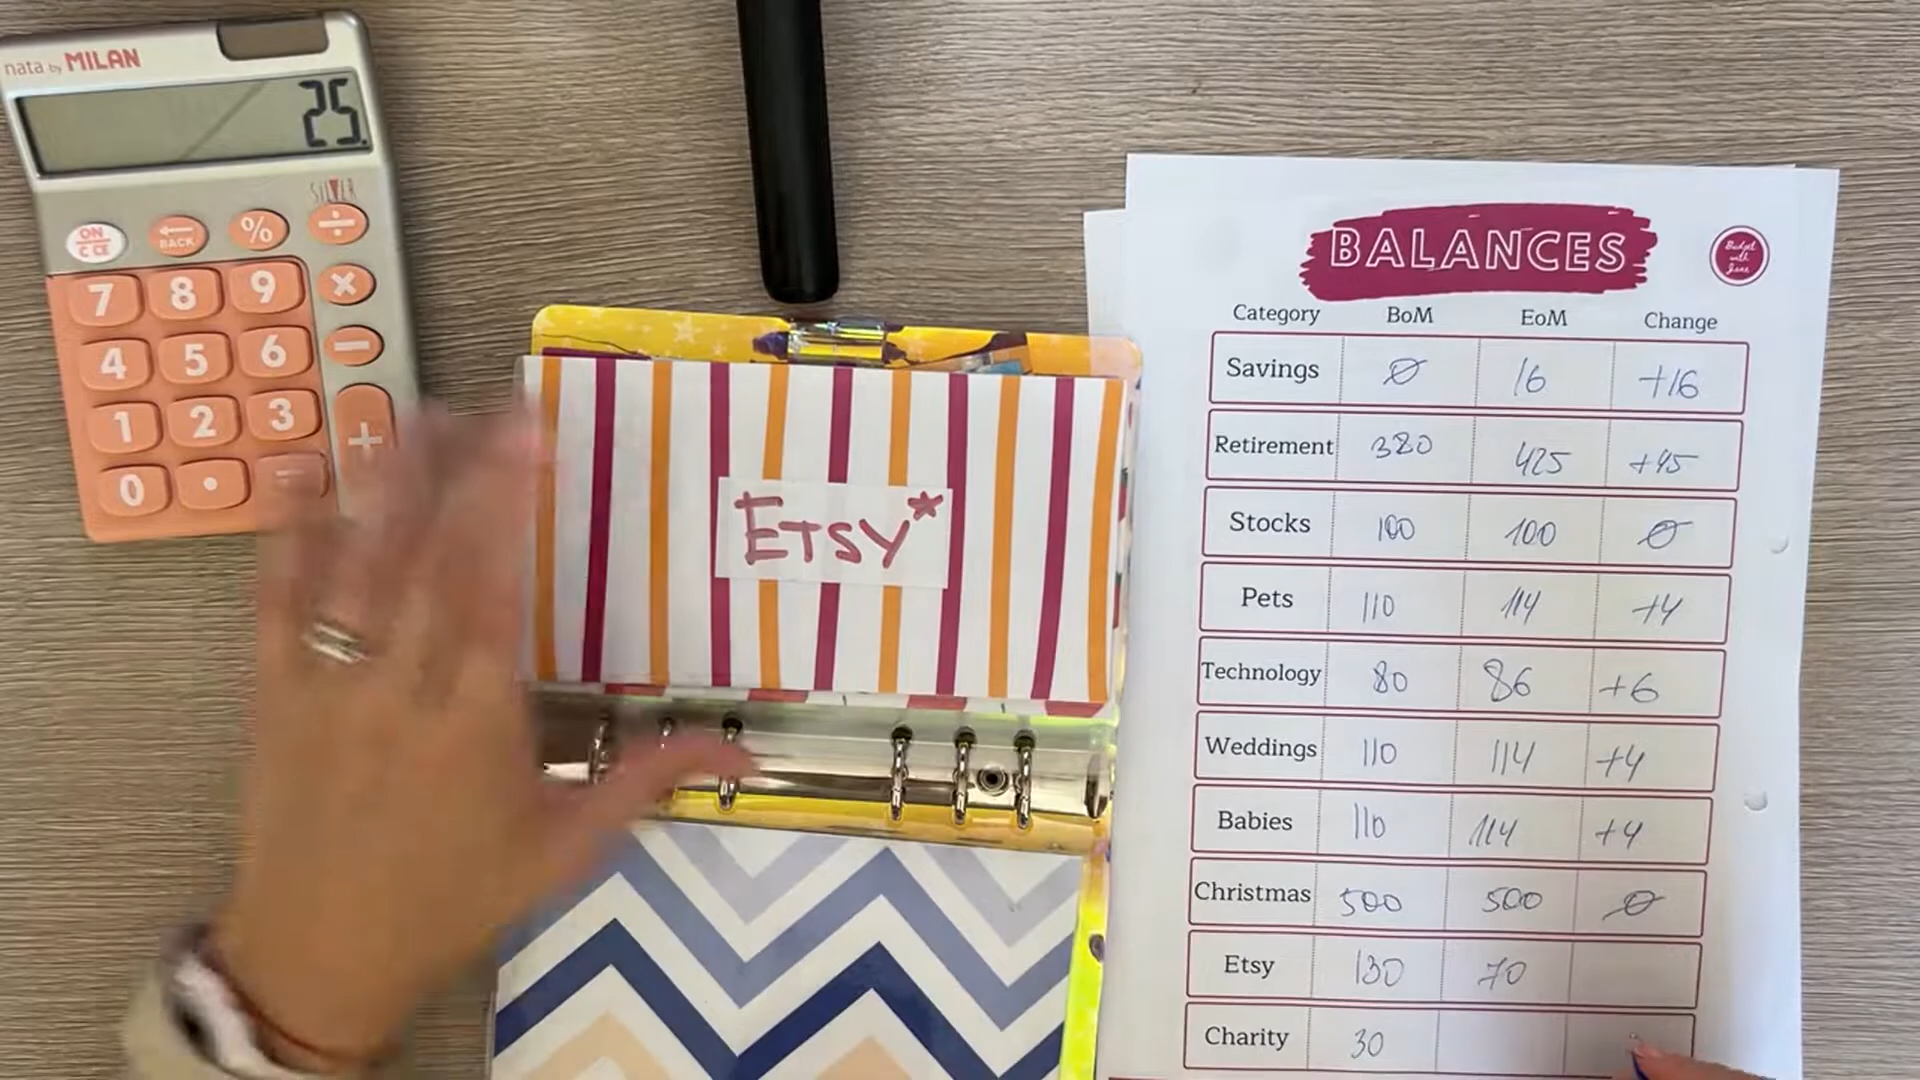 nata by MILAN
25.
SILVER
ON
C CE
BACK
% ÷
7 8 9 ×
4 5 6 −
1 2 3 +
0 .
ETSY*
BALANCES
Budget
with
Jane
Category BoM EoM Change
Savings Ø 16 +16
Retirement 380 425 +45
Stocks 100 100 Ø
Pets 110 114 +4
Technology 80 86 +6
Weddings 110 114 +4
Babies 110 114 +4
Christmas 500 500 Ø
Etsy 130 70
Charity 30